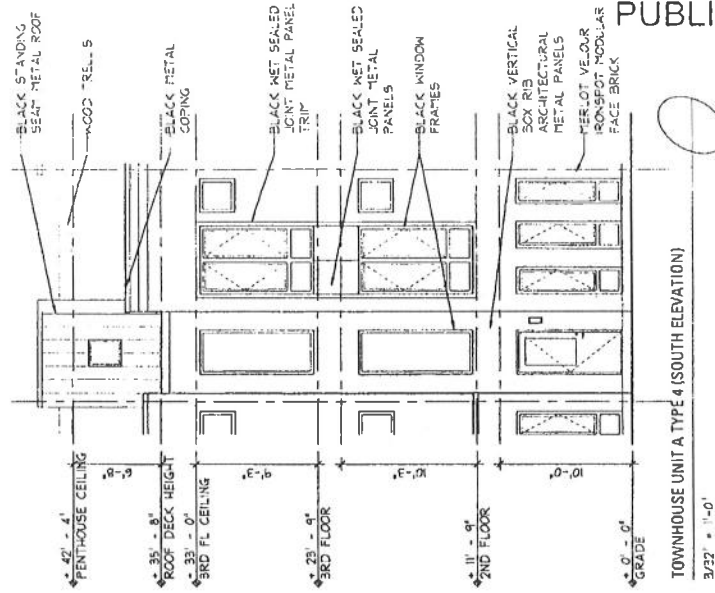 PUBLI
BLACK STANDING
SEAM METAL ROOF
WOOD TRELLIS
BLACK METAL
COPING
BLACK WET SEALED
JOINT METAL PANEL
TRIM
BLACK WET SEALED
JOINT METAL
PANELS
BLACK WINDOW
FRAMES
BLACK VERTICAL
BOX RIB
ARCHITECTURAL
METAL PANELS
MERLOT VELOUR
IRONSPOT MODULAR
FACE BRICK
+ 42' - 4"
PENTHOUSE CEILING
6'-8"
+ 35' - 8"
ROOF DECK HEIGHT
+ 33' - 0"
3RD FL CEILING
9'-3"
+ 23' - 9"
3RD FLOOR
10'-3"
+ 11' - 9"
2ND FLOOR
10'-0"
+ 0' - 0"
GRADE
TOWNHOUSE UNIT A TYPE 4 (SOUTH ELEVATION)
3/32" = 1'-0"